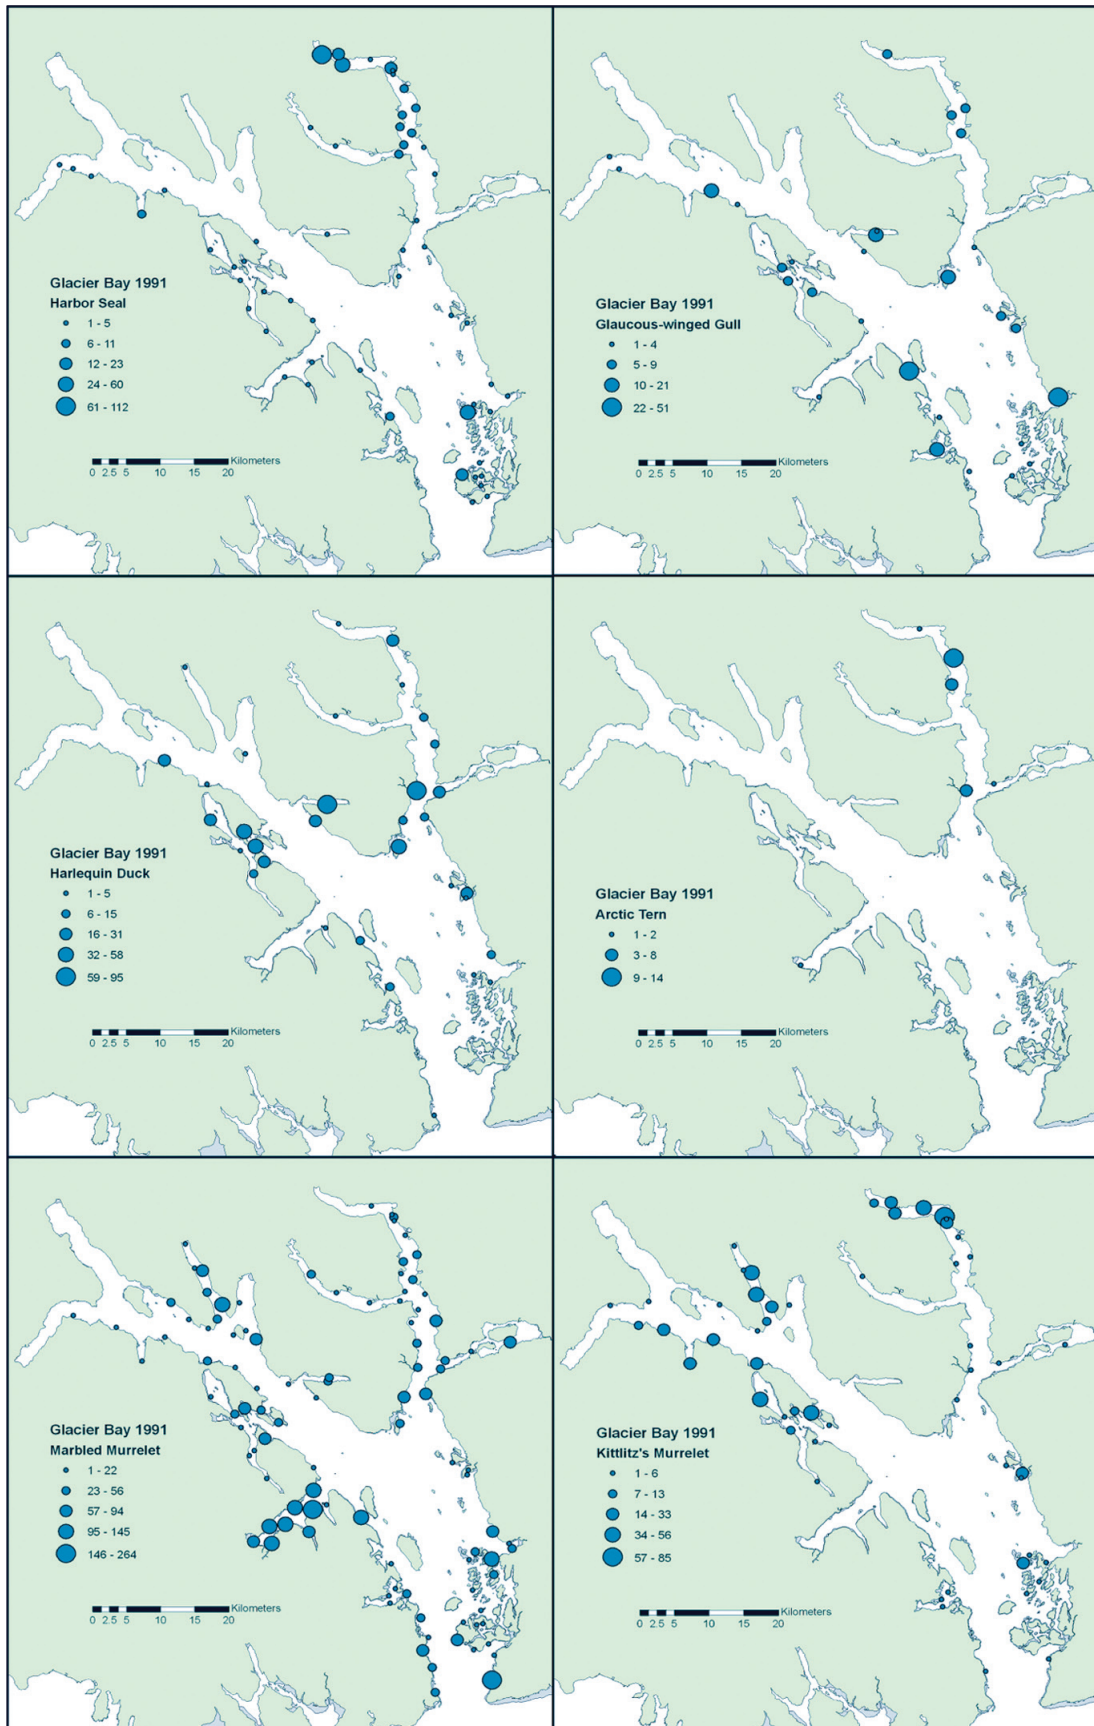 Glacier Bay 1991
Harbor Seal
1 - 5
6 - 11
12 - 23
24 - 60
61 - 112
Kilometers
0 2.5 5 10 15 20
Glacier Bay 1991
Glaucous-winged Gull
1 - 4
5 - 9
10 - 21
22 - 51
Kilometers
0 2.5 5 10 15 20
Glacier Bay 1991
Harlequin Duck
1 - 5
6 - 15
16 - 31
32 - 58
59 - 95
Kilometers
0 2.5 5 10 15 20
Glacier Bay 1991
Arctic Tern
1 - 2
3 - 8
9 - 14
Kilometers
0 2.5 5 10 15 20
Glacier Bay 1991
Marbled Murrelet
1 - 22
23 - 56
57 - 94
95 - 145
146 - 264
Kilometers
0 2.5 5 10 15 20
Glacier Bay 1991
Kittlitz's Murrelet
1 - 6
7 - 13
14 - 33
34 - 56
57 - 85
Kilometers
0 2.5 5 10 15 20